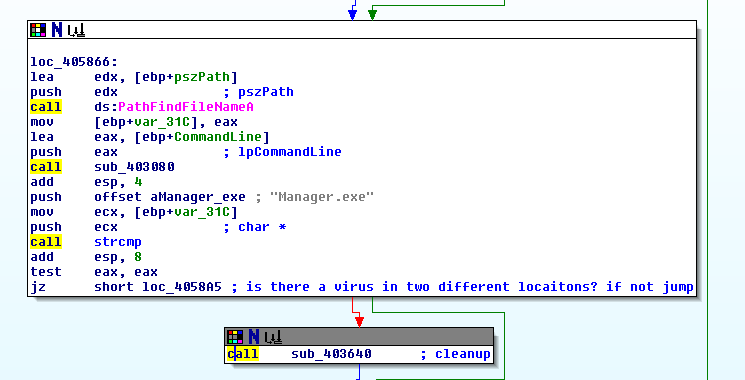 loc_405866:
lea edx, [ebp+pszPath]
push edx ; pszPath
call ds:PathFindFileNameA
mov [ebp+var_31C], eax
lea eax, [ebp+CommandLine]
push eax ; lpCommandLine
call sub_403080
add esp, 4
push offset aManager_exe ; "Manager.exe"
mov ecx, [ebp+var_31C]
push ecx ; char *
call strcmp
add esp, 8
test eax, eax
jz short loc_4058A5 ; is there a virus in two different locaitons? if not jump
call sub_403640 ; cleanup